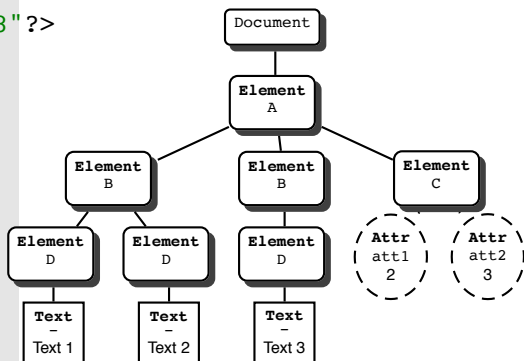 8"?>
Document
Element
A
Element
B
Element
B
Element
C
Element
D
Element
D
Element
D
Attr
att1
2
Attr
att2
3
Text
–
Text 1
Text
–
Text 2
Text
–
Text 3